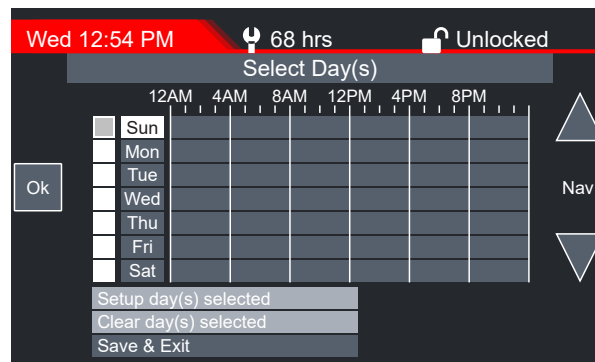 Wed 12:54 PM 68 hrs Unlocked
Select Day(s)
12AM 4AM 8AM 12PM 4PM 8PM
Sun
Mon
Tue
Ok Wed Nav
Thu
Fri
Sat
Setup day(s) selected
Clear day(s) selected
Save & Exit